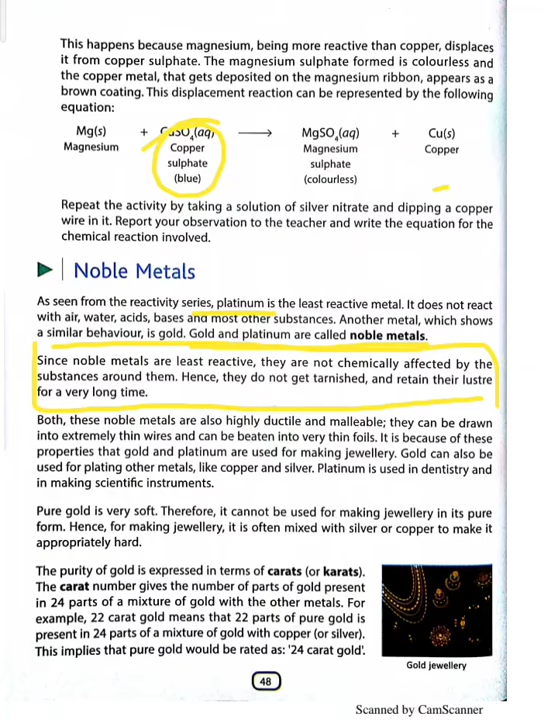 This happens because magnesium, being more reactive than copper, displaces
it from copper sulphate. The magnesium sulphate formed is colourless and
the copper metal, that gets deposited on the magnesium ribbon, appears as a
brown coating. This displacement reaction can be represented by the following
equation:
Mg(s) + CuSO4(aq) ⟶ MgSO4(aq) + Cu(s)
Magnesium Copper Magnesium Copper
sulphate sulphate
(blue) (colourless)
Repeat the activity by taking a solution of silver nitrate and dipping a copper
wire in it. Report your observation to the teacher and write the equation for the
chemical reaction involved.
Noble Metals
As seen from the reactivity series, platinum is the least reactive metal. It does not react
with air, water, acids, bases and most other substances. Another metal, which shows
a similar behaviour, is gold. Gold and platinum are called noble metals.
Since noble metals are least reactive, they are not chemically affected by the
substances around them. Hence, they do not get tarnished, and retain their lustre
for a very long time.
Both, these noble metals are also highly ductile and malleable; they can be drawn
into extremely thin wires and can be beaten into very thin foils. It is because of these
properties that gold and platinum are used for making jewellery. Gold can also be
used for plating other metals, like copper and silver. Platinum is used in dentistry and
in making scientific instruments.
Pure gold is very soft. Therefore, it cannot be used for making jewellery in its pure
form. Hence, for making jewellery, it is often mixed with silver or copper to make it
appropriately hard.
The purity of gold is expressed in terms of carats (or karats).
The carat number gives the number of parts of gold present
in 24 parts of a mixture of gold with the other metals. For
example, 22 carat gold means that 22 parts of pure gold is
present in 24 parts of a mixture of gold with copper (or silver).
This implies that pure gold would be rated as: '24 carat gold'.
Gold jewellery
48
Scanned by CamScanner